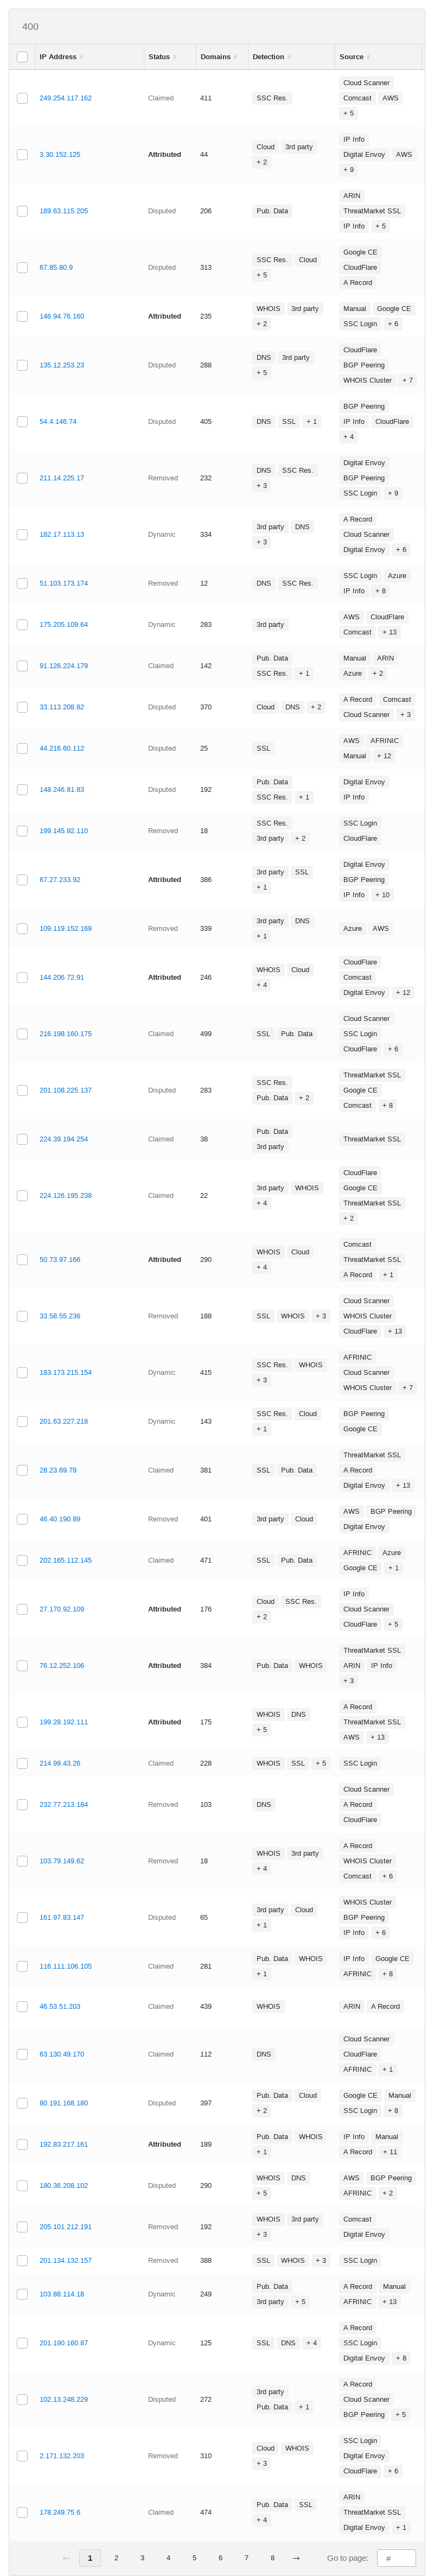 400
IP Address Status Domains Detection Source
249.254.117.162 Claimed 411 SSC Res. Cloud Scanner Comcast AWS + 5
3.30.152.125 Attributed 44 Cloud 3rd party + 2 IP Info Digital Envoy AWS + 9
189.63.115.205 Disputed 206 Pub. Data ARIN ThreatMarket SSL IP Info + 5
67.85.80.9 Disputed 313 SSC Res. Cloud + 5 Google CE CloudFlare A Record
146.94.76.160 Attributed 235 WHOIS 3rd party + 2 Manual Google CE SSC Login + 6
135.12.253.23 Disputed 288 DNS 3rd party + 5 CloudFlare BGP Peering WHOIS Cluster + 7
54.4.146.74 Disputed 405 DNS SSL + 1 BGP Peering IP Info CloudFlare + 4
211.14.225.17 Removed 232 DNS SSC Res. + 3 Digital Envoy BGP Peering SSC Login + 9
182.17.113.13 Dynamic 334 3rd party DNS + 3 A Record Cloud Scanner Digital Envoy + 6
51.103.173.174 Removed 12 DNS SSC Res. SSC Login Azure IP Info + 8
175.205.109.64 Dynamic 283 3rd party AWS CloudFlare Comcast + 13
91.126.224.179 Claimed 142 Pub. Data SSC Res. + 1 Manual ARIN Azure + 2
33.113.208.82 Disputed 370 Cloud DNS + 2 A Record Comcast Cloud Scanner + 3
44.216.60.112 Disputed 25 SSL AWS AFRINIC Manual + 12
148.246.81.83 Disputed 192 Pub. Data SSC Res. + 1 Digital Envoy IP Info
199.145.92.110 Removed 18 SSC Res. 3rd party + 2 SSC Login CloudFlare
67.27.233.92 Attributed 386 3rd party SSL + 1 Digital Envoy BGP Peering IP Info + 10
109.119.152.169 Removed 339 3rd party DNS + 1 Azure AWS
144.206.72.91 Attributed 246 WHOIS Cloud + 4 CloudFlare Comcast Digital Envoy + 12
216.198.160.175 Claimed 499 SSL Pub. Data Cloud Scanner SSC Login CloudFlare + 6
201.108.225.137 Disputed 283 SSC Res. Pub. Data + 2 ThreatMarket SSL Google CE Comcast + 8
224.39.194.254 Claimed 38 Pub. Data 3rd party ThreatMarket SSL
224.126.195.238 Claimed 22 3rd party WHOIS + 4 CloudFlare Google CE ThreatMarket SSL + 2
50.73.97.166 Attributed 290 WHOIS Cloud + 4 Comcast ThreatMarket SSL A Record + 1
33.58.55.236 Removed 188 SSL WHOIS + 3 Cloud Scanner WHOIS Cluster CloudFlare + 13
183.173.215.154 Dynamic 415 SSC Res. WHOIS + 3 AFRINIC Cloud Scanner WHOIS Cluster + 7
201.63.227.218 Dynamic 143 SSC Res. Cloud + 1 BGP Peering Google CE
28.23.69.79 Claimed 381 SSL Pub. Data ThreatMarket SSL A Record Digital Envoy + 13
46.40.190.89 Removed 401 3rd party Cloud AWS BGP Peering Digital Envoy
202.165.112.145 Claimed 471 SSL Pub. Data AFRINIC Azure Google CE + 1
27.170.92.109 Attributed 176 Cloud SSC Res. + 2 IP Info Cloud Scanner CloudFlare + 5
76.12.252.106 Attributed 384 Pub. Data WHOIS ThreatMarket SSL ARIN IP Info + 3
199.28.192.111 Attributed 175 WHOIS DNS + 5 A Record ThreatMarket SSL AWS + 13
214.99.43.26 Claimed 228 WHOIS SSL + 5 SSC Login
232.77.213.184 Removed 103 DNS Cloud Scanner A Record CloudFlare
103.79.149.62 Removed 18 WHOIS 3rd party + 4 A Record WHOIS Cluster Comcast + 6
161.97.83.147 Disputed 65 3rd party Cloud + 1 WHOIS Cluster BGP Peering IP Info + 6
116.111.106.105 Claimed 281 Pub. Data WHOIS + 1 IP Info Google CE AFRINIC + 8
46.53.51.203 Claimed 439 WHOIS ARIN A Record
63.130.49.170 Claimed 112 DNS Cloud Scanner CloudFlare AFRINIC + 1
80.191.168.180 Disputed 397 Pub. Data Cloud + 2 Google CE Manual SSC Login + 8
192.83.217.161 Attributed 189 Pub. Data WHOIS + 1 IP Info Manual A Record + 11
180.36.208.102 Disputed 290 WHOIS DNS + 5 AWS BGP Peering AFRINIC + 2
205.101.212.191 Removed 192 WHOIS 3rd party + 3 Comcast Digital Envoy
201.134.132.157 Removed 388 SSL WHOIS + 3 SSC Login
103.88.114.18 Dynamic 249 Pub. Data 3rd party + 5 A Record Manual AFRINIC + 13
201.190.160.87 Dynamic 125 SSL DNS + 4 A Record SSC Login Digital Envoy + 8
102.13.248.229 Disputed 272 3rd party Pub. Data + 1 A Record Cloud Scanner BGP Peering + 5
2.171.132.203 Removed 310 Cloud WHOIS + 3 SSC Login Digital Envoy CloudFlare + 6
178.249.75.6 Claimed 474 Pub. Data SSL + 4 ARIN ThreatMarket SSL Digital Envoy + 1
← 1 2 3 4 5 6 7 8 → Go to page: #